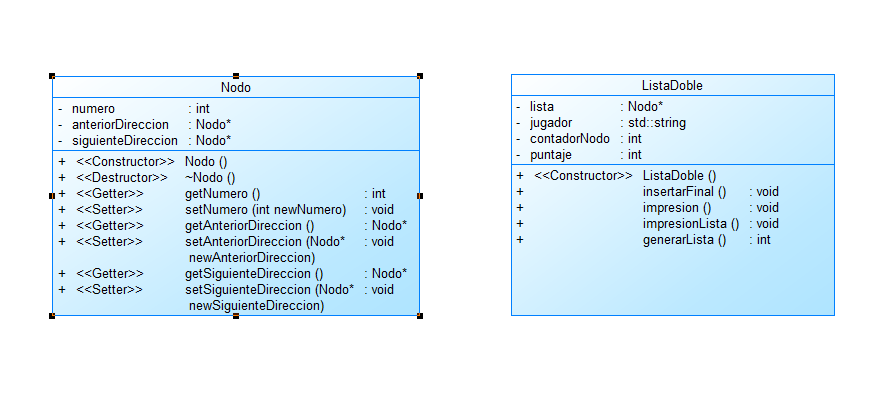 Nodo
- numero : int
- anteriorDireccion : Nodo*
- siguienteDireccion : Nodo*
+ <<Constructor>> Nodo ()
+ <<Destructor>> ~Nodo ()
+ <<Getter>> getNumero () : int
+ <<Setter>> setNumero (int newNumero) : void
+ <<Getter>> getAnteriorDireccion () : Nodo*
+ <<Setter>> setAnteriorDireccion (Nodo* : void
newAnteriorDireccion)
+ <<Getter>> getSiguienteDireccion () : Nodo*
+ <<Setter>> setSiguienteDireccion (Nodo* : void
newSiguienteDireccion)
ListaDoble
- lista : Nodo*
- jugador : std::string
- contadorNodo : int
- puntaje : int
+ <<Constructor>> ListaDoble ()
+ insertarFinal () : void
+ impresion () : void
+ impresionLista () : void
+ generarLista () : int